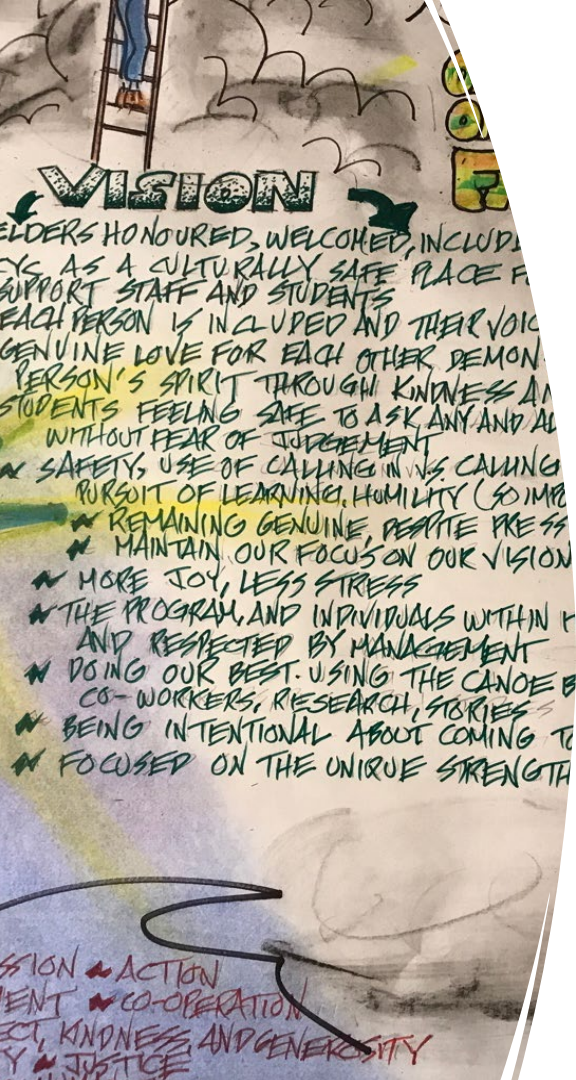 VISION
ELDERS HONOURED, WELCOMED, INCLUD
CYC AS A CULTURALLY SAFE PLACE F
SUPPORT STAFF AND STUDENTS
EACH PERSON IS INCLUDED AND THEIR VOIC
GENUINE LOVE FOR EACH OTHER DEMON
PERSON'S SPIRIT THROUGH KINDNESS AN
STUDENTS FEELING SAFE TO ASK ANY AND AL
WITHOUT FEAR OF JUDGEMENT
SAFETY, USE OF CALLING IN VS. CALLING
PURSUIT OF LEARNING. HUMILITY (SO IMPO
REMAINING GENUINE, DESPITE PRESS
MAINTAIN OUR FOCUS ON OUR VISION
MORE JOY, LESS STRESS
THE PROGRAM, AND INDIVIDUALS WITHIN
AND RESPECTED BY MANAGEMENT
DOING OUR BEST. USING THE CANOE
CO-WORKERS, RESEARCH, STORIES
BEING INTENTIONAL ABOUT COMING TO
FOCUSED ON THE UNIQUE STRENGTH
SSION ACTION
ENT CO-OPERATION
ECT, KINDNESS, AND GENEROSITY
Y JUSTICE